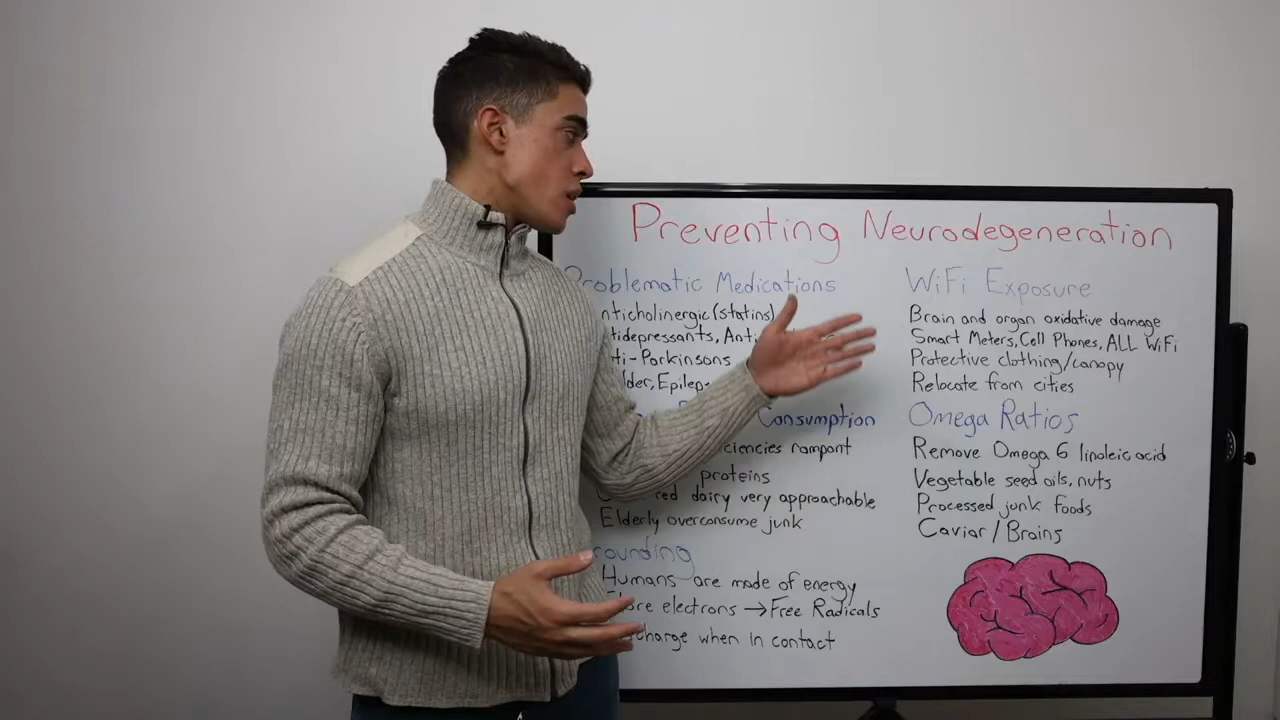 Preventing Neurodegeneration
Problematic Medications
nticholinergic (statins)
tidepressants, Anti
ti-Parkinsons
lder, Epilep
Consumption
iciencies rampant
proteins
red dairy very approachable
Elderly overconsume junk
rounding
Humans are made of energy
ore electrons → Free Radicals
charge when in contact
WiFi Exposure
Brain and organ oxidative damage
Smart Meters, Cell Phones, ALL WiFi
Protective clothing/canopy
Relocate from cities
Omega Ratios
Remove Omega 6 linoleic acid
Vegetable seed oils, nuts
Processed junk foods
Caviar/Brains